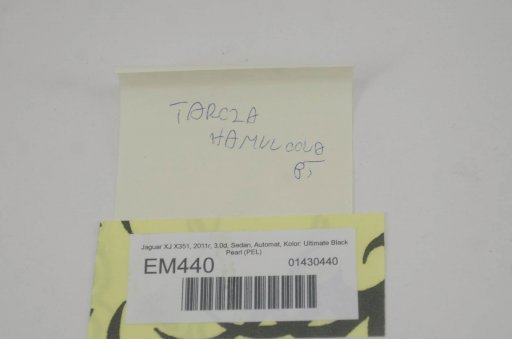 TARCZA
HAMULCOWA
PT
Jaguar XJ X351, 2011r, 3.0d, Sedan, Automat, Kolor: Ultimate Black
Pearl (PEL)
EM440
01430440